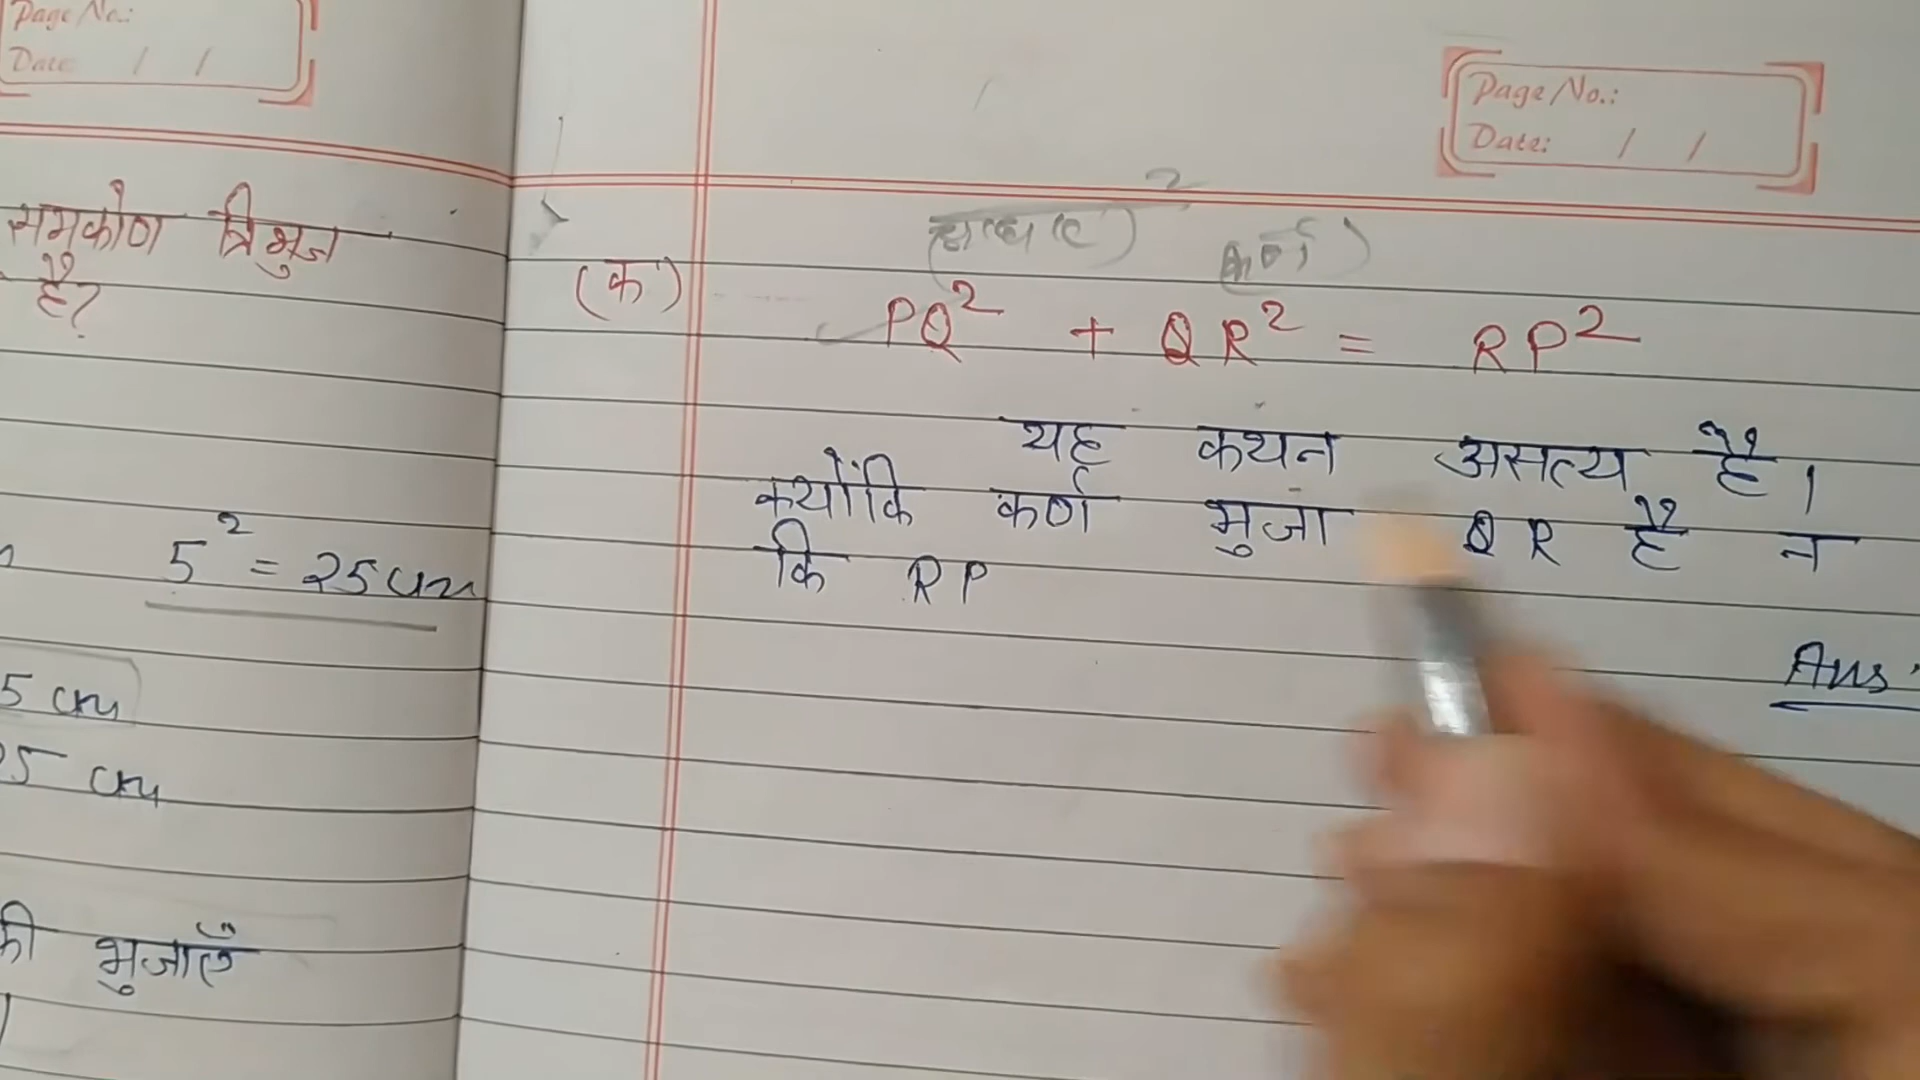 Page No.:
Date: / /
समकोण त्रिभुज
है?
5² = 25 cm
5 cm
25 cm
की भुजाएँ
Page No.:
Date: / /
(क)
PQ² + QR² = RP²
यह कथन असत्य है।
क्योंकि कर्ण भुजा QR है न
कि RP
Ans